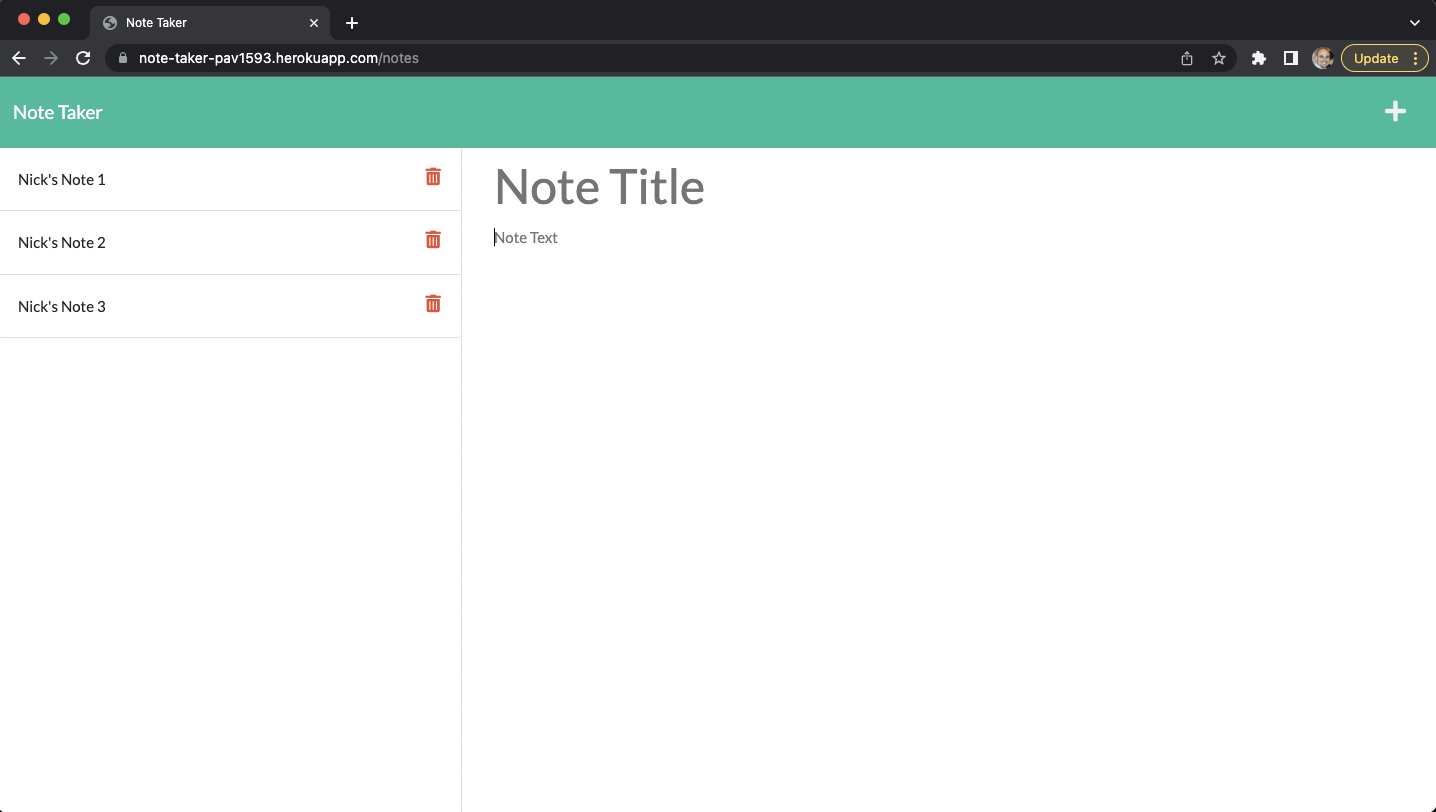 Note Taker
note-taker-pav1593.herokuapp.com/notes
Update
Note Taker
Nick's Note 1
Nick's Note 2
Nick's Note 3
Note Title
Note Text